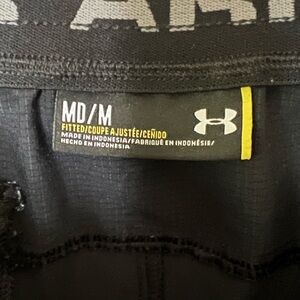 MD/M
FITTED/COUPE AJUSTÉE/CEÑIDO
MADE IN INDONESIA/FABRIQUÉ EN INDONÉSIE/
HECHO EN INDONESIA